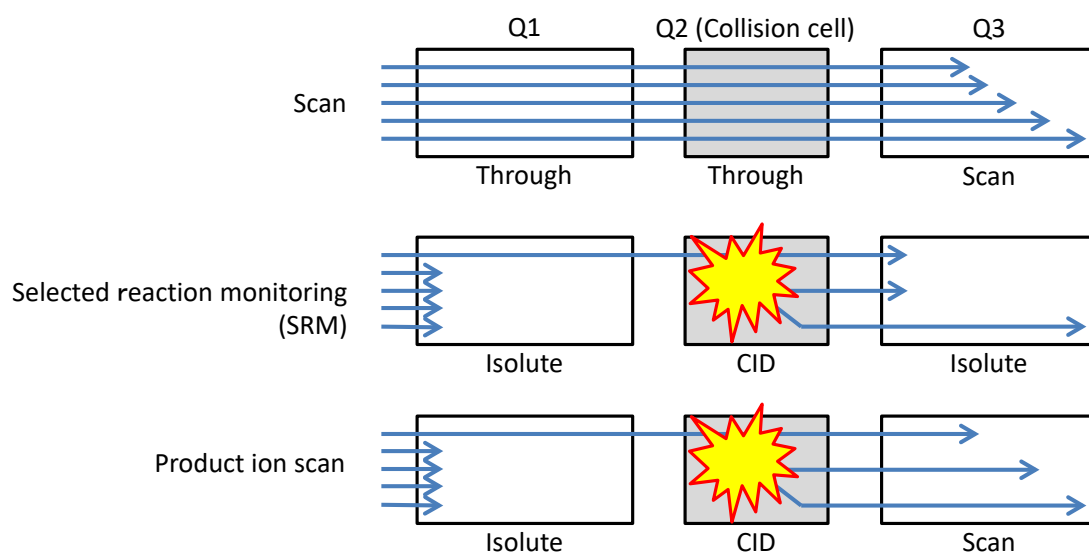 Q1 Q2 (Collision cell) Q3
Scan
Through Through Scan
Selected reaction monitoring
(SRM)
Isolute CID Isolute
Product ion scan
Isolute CID Scan